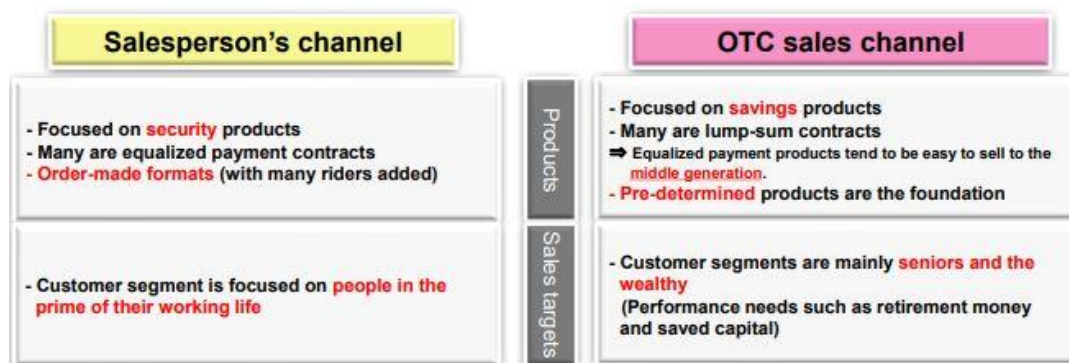 Salesperson's channel
OTC sales channel
- Focused on security products
- Many are equalized payment contracts
- Order-made formats (with many riders added)
Products
- Focused on savings products
- Many are lump-sum contracts
⇒ Equalized payment products tend to be easy to sell to the
middle generation.
- Pre-determined products are the foundation
- Customer segment is focused on people in the
prime of their working life
Sales targets
- Customer segments are mainly seniors and the
wealthy
(Performance needs such as retirement money
and saved capital)